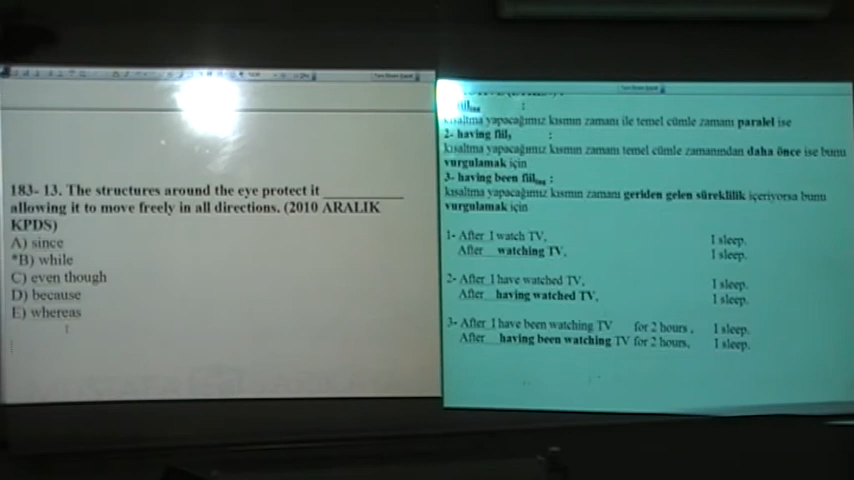 183- 13. The structures around the eye protect it ____________
allowing it to move freely in all directions. (2010 ARALIK
KPDS)
A) since
*B) while
C) even though
D) because
E) whereas
kısaltma yapacağımız kısmın zamanı ile temel cümle zamanı paralel ise
2- having fiil₃ :
kısaltma yapacağımız kısmın zamanı temel cümle zamanından daha önce ise bunu
vurgulamak için
3- having been fiil :
kısaltma yapacağımız kısmın zamanı geriden gelen süreklilik içeriyorsa bunu
vurgulamak için
1- After I watch TV, I sleep.
After watching TV, I sleep.
2- After I have watched TV, I sleep.
After having watched TV, I sleep.
3- After I have been watching TV for 2 hours , I sleep.
After having been watching TV for 2 hours, I sleep.